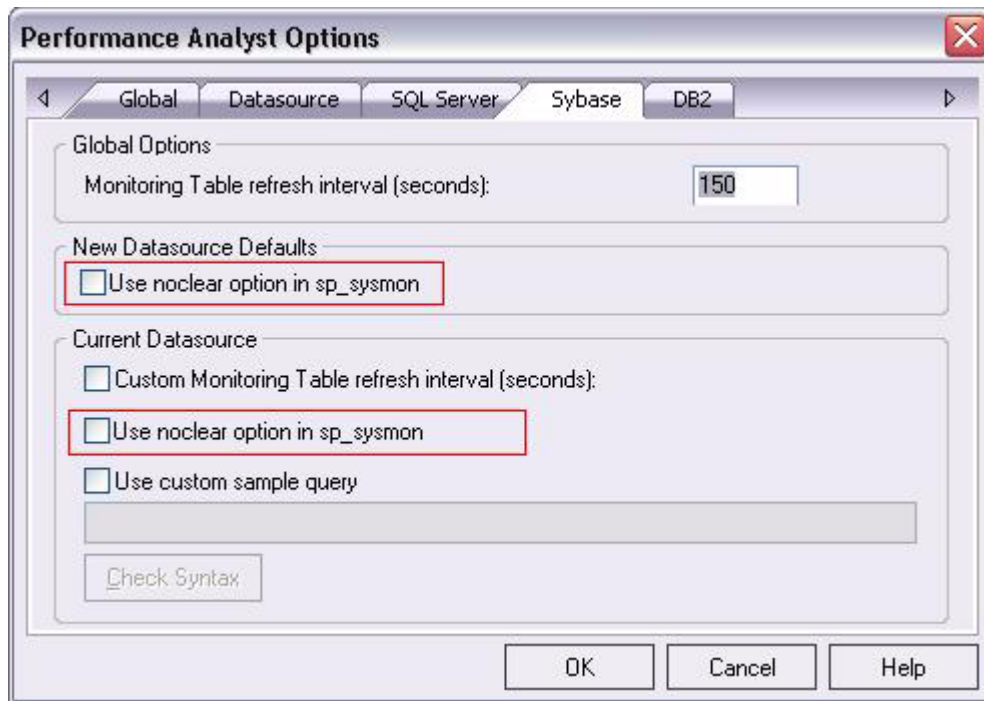 Performance Analyst Options
Global Datasource SQL Server Sybase DB2
Global Options
Monitoring Table refresh interval (seconds): 150
New Datasource Defaults
Use noclear option in sp_sysmon
Current Datasource
Custom Monitoring Table refresh interval (seconds):
Use noclear option in sp_sysmon
Use custom sample query
Check Syntax
OK Cancel Help